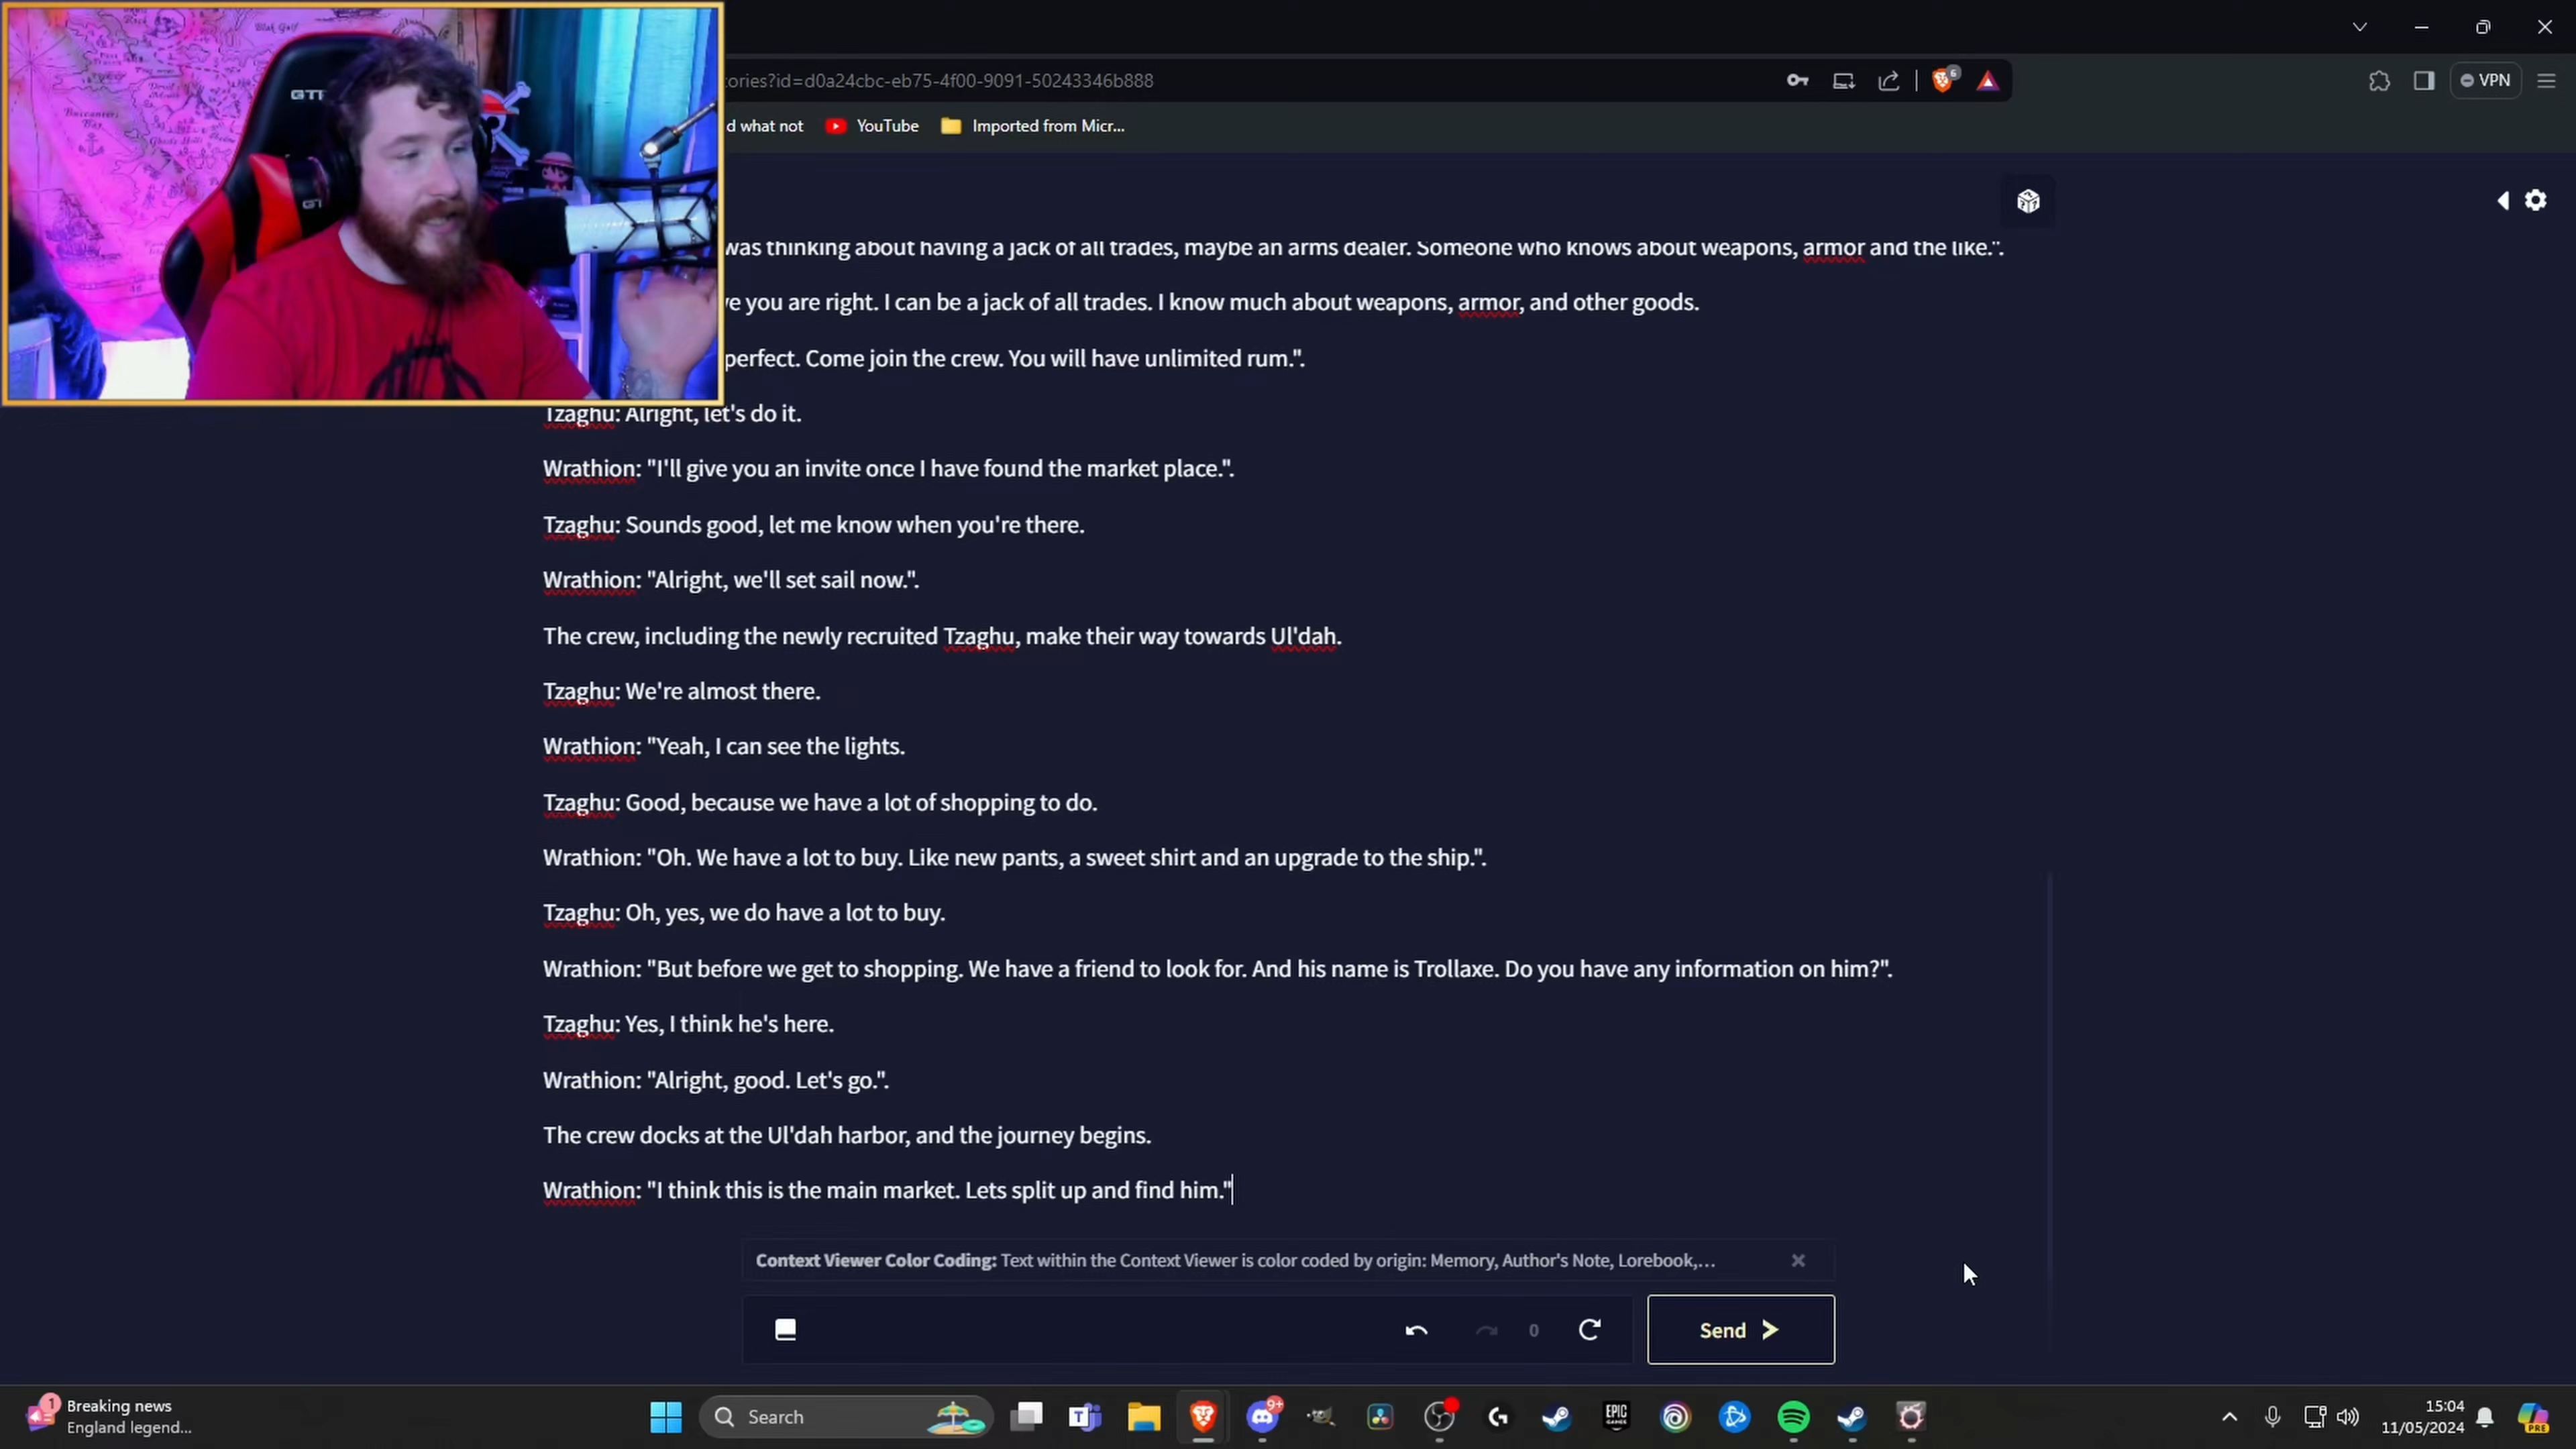 GTR
tories?id=d0a24cbc-eb75-4f00-9091-50243346b888
6
VPN
d what not
YouTube
Imported from Micr...
was thinking about having a jack of all trades, maybe an arms dealer. Someone who knows about weapons, armor and the like.".
ve you are right. I can be a jack of all trades. I know much about weapons, armor, and other goods.
perfect. Come join the crew. You will have unlimited rum.".
Tzaghu: Alright, let's do it.
Wrathion: "I'll give you an invite once I have found the market place.".
Tzaghu: Sounds good, let me know when you're there.
Wrathion: "Alright, we'll set sail now.".
The crew, including the newly recruited Tzaghu, make their way towards Ul'dah.
Tzaghu: We're almost there.
Wrathion: "Yeah, I can see the lights.
Tzaghu: Good, because we have a lot of shopping to do.
Wrathion: "Oh. We have a lot to buy. Like new pants, a sweet shirt and an upgrade to the ship.".
Tzaghu: Oh, yes, we do have a lot to buy.
Wrathion: "But before we get to shopping. We have a friend to look for. And his name is Trollaxe. Do you have any information on him?".
Tzaghu: Yes, I think he's here.
Wrathion: "Alright, good. Let's go.".
The crew docks at the Ul'dah harbor, and the journey begins.
Wrathion: "I think this is the main market. Lets split up and find him."
Context Viewer Color Coding: Text within the Context Viewer is color coded by origin: Memory, Author's Note, Lorebook,...
0
Send
1
Breaking news
England legend...
Search
9+
EPIC GAMES
15:04
11/05/2024
PRE